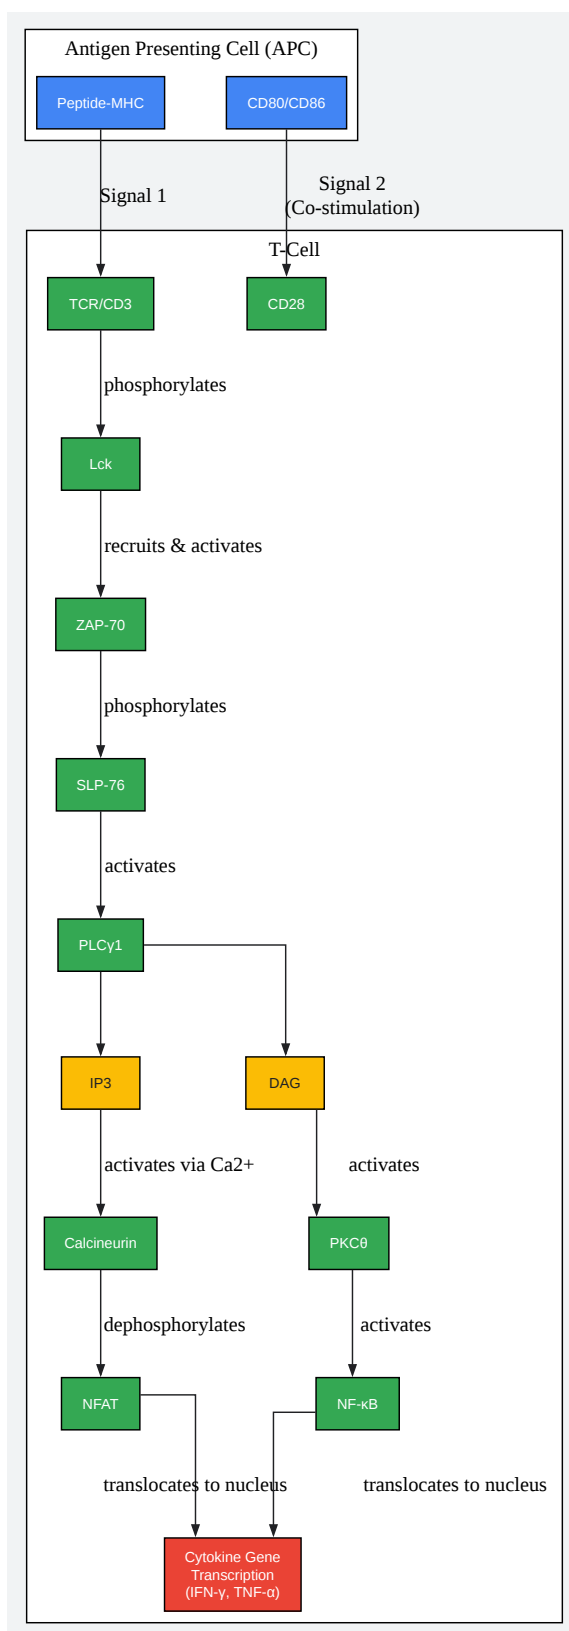 Antigen Presenting Cell (APC)
Peptide-MHC
CD80/CD86
Signal 1
Signal 2
(Co-stimulation)
T-Cell
TCR/CD3
CD28
phosphorylates
Lck
recruits & activates
ZAP-70
phosphorylates
SLP-76
activates
PLCγ1
IP3
DAG
activates via Ca2+
activates
Calcineurin
PKCθ
dephosphorylates
activates
NFAT
NF-κB
translocates to nucleus
translocates to nucleus
Cytokine Gene
Transcription
(IFN-γ, TNF-α)